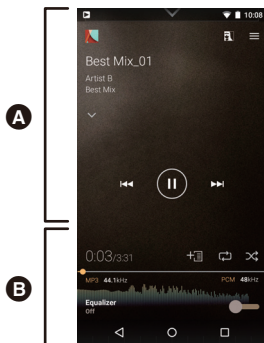 A
10:08
Best Mix_01
Artist B
Best Mix
B
0:03/3:31
MP3 44.1kHz
PCM 48kHz
Equalizer
Off